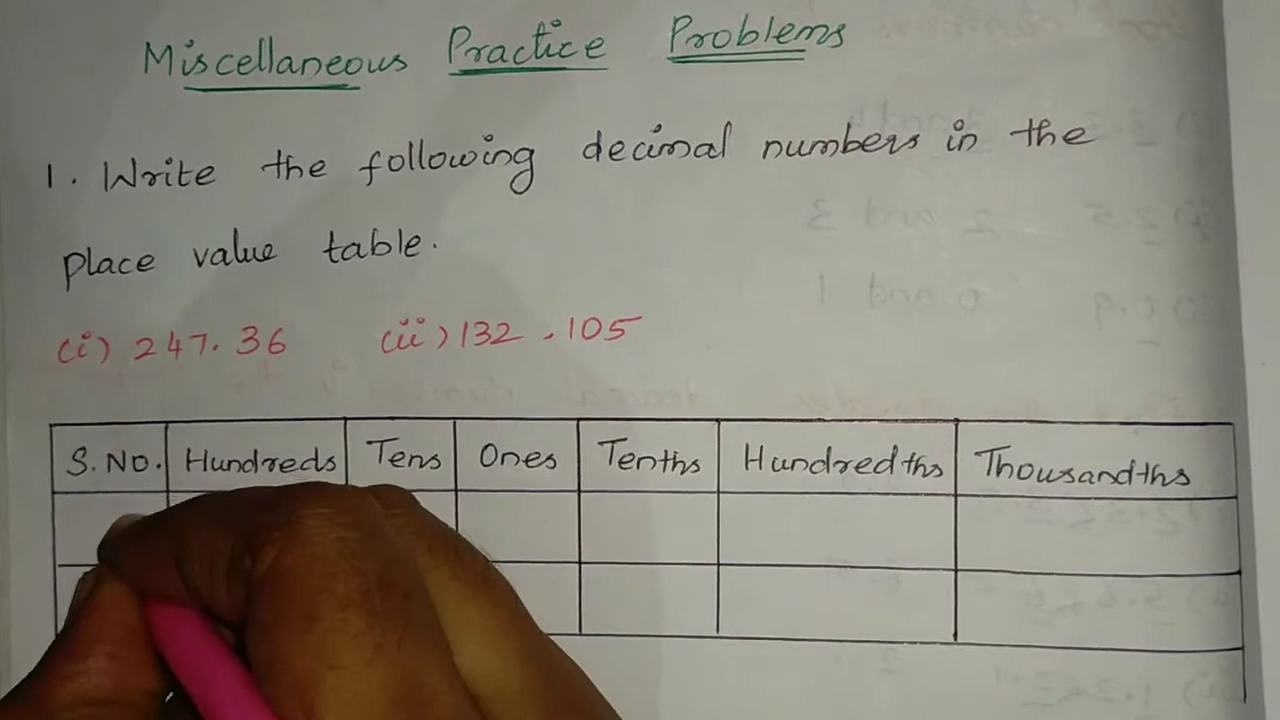 Miscellaneous Practice Problems
1. Write the following decimal numbers in the
place value table.
(i) 247.36 (ii) 132.105
S.No. Hundreds Tens Ones Tenths Hundredths Thousandths